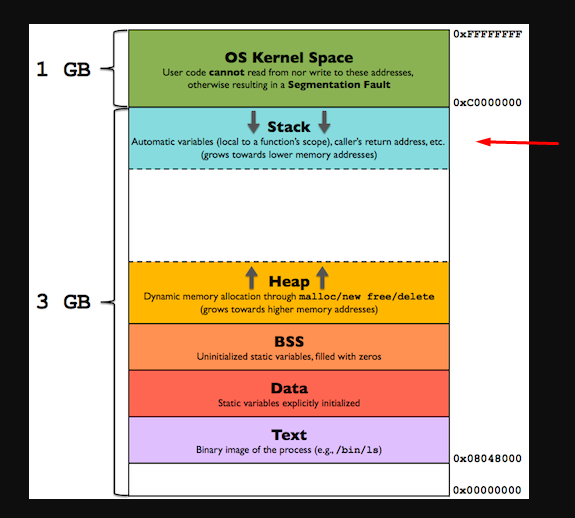 0xFFFFFFFF
1 GB
OS Kernel Space
User code cannot read from nor write to these addresses,
otherwise resulting in a Segmentation Fault
0xC0000000
Stack
Automatic variables (local to a function's scope), caller's return address, etc.
(grows towards lower memory addresses)
3 GB
Heap
Dynamic memory allocation through malloc/new free/delete
(grows towards higher memory addresses)
BSS
Uninitialized static variables, filled with zeros
Data
Static variables explicitly initialized
Text
Binary image of the process (e.g., /bin/ls)
0x08048000
0x00000000